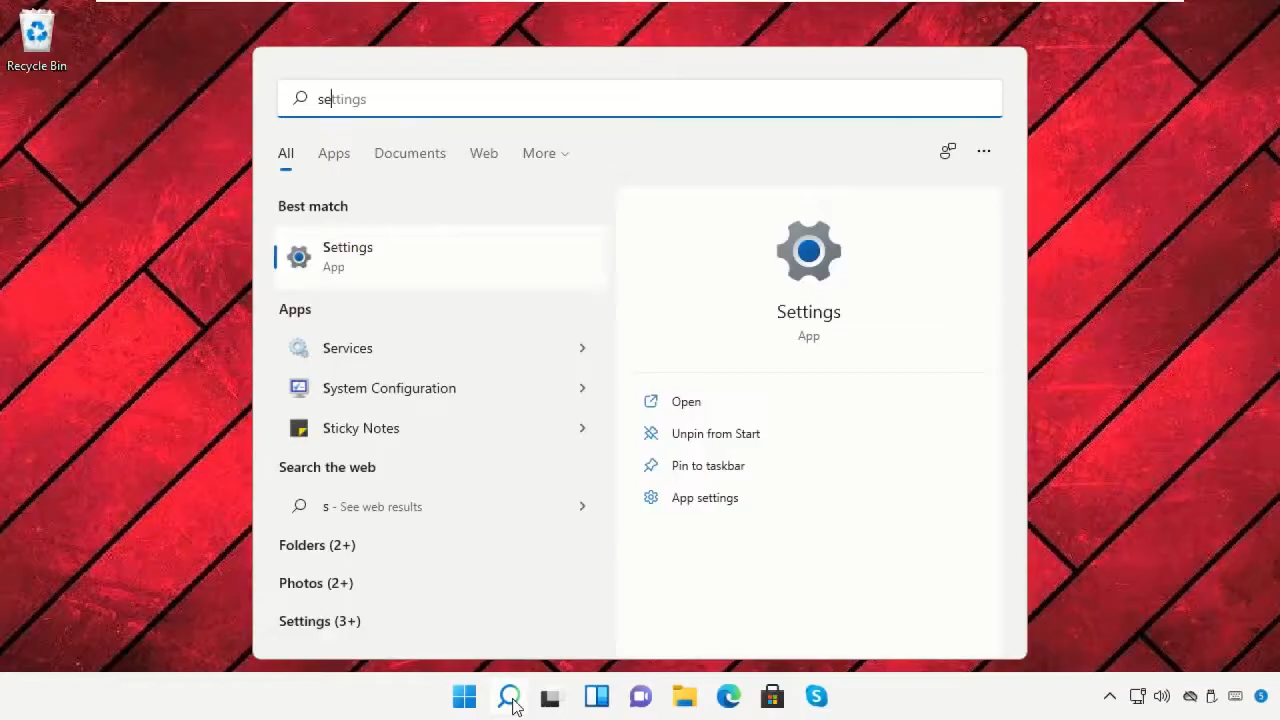 Recycle Bin
settings
All Apps Documents Web More
Best match
Settings
App
Apps
Services
System Configuration
Sticky Notes
Search the web
s - See web results
Folders (2+)
Photos (2+)
Settings (3+)
Settings
App
Open
Unpin from Start
Pin to taskbar
App settings
5